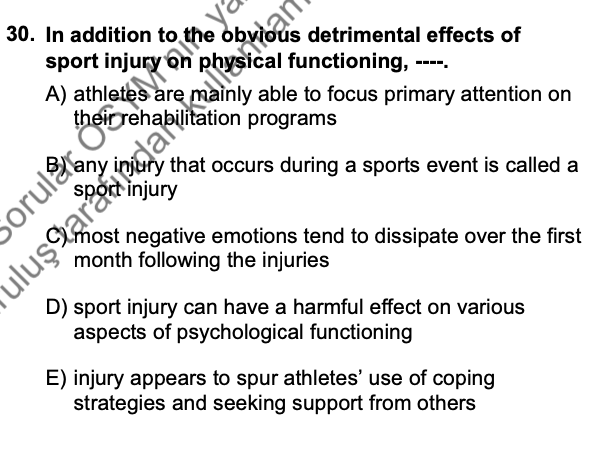 30. In addition to the obvious detrimental effects of
sport injury on physical functioning, ----.
A) athletes are mainly able to focus primary attention on
their rehabilitation programs
B) any injury that occurs during a sports event is called a
sport injury
C) most negative emotions tend to dissipate over the first
month following the injuries
D) sport injury can have a harmful effect on various
aspects of psychological functioning
E) injury appears to spur athletes’ use of coping
strategies and seeking support from others
Sorular ÖSYM'nin
tarafından